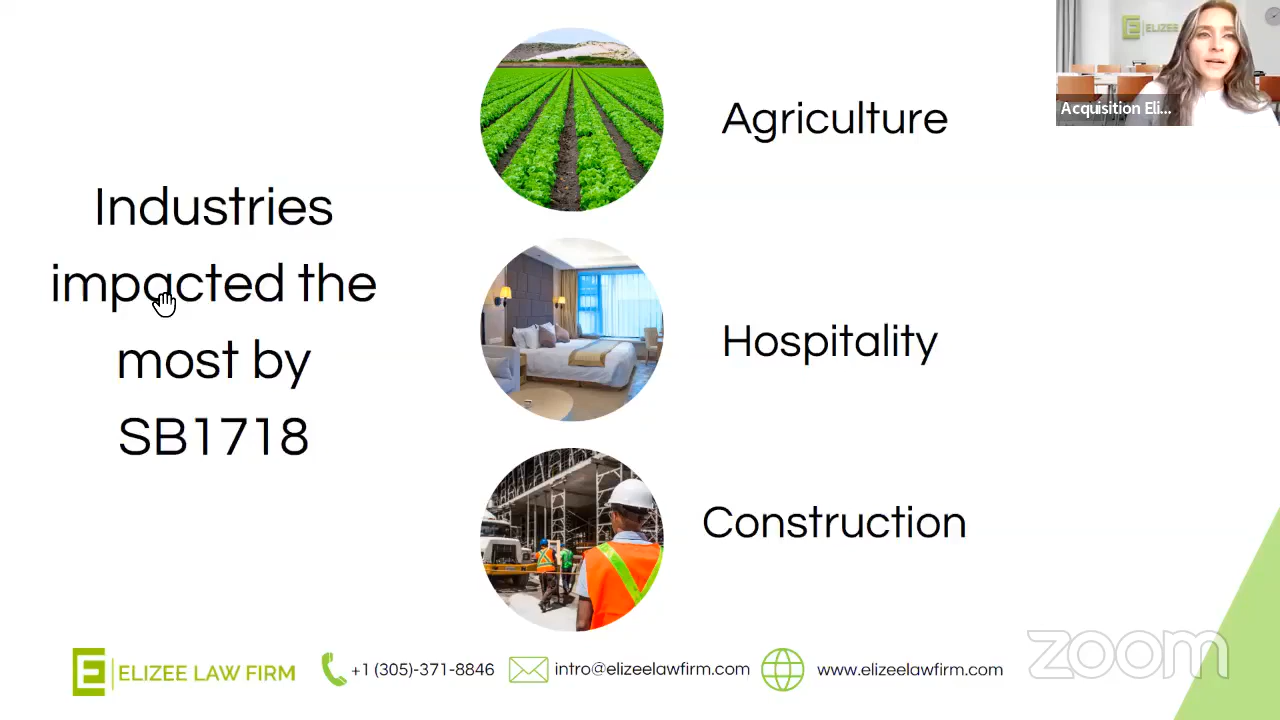 Industries
impacted the
most by
SB1718
Agriculture
Hospitality
Construction
ELIZEE
Acquisition Eli...
ELIZEE LAW FIRM
+1 (305)-371-8846
intro@elizeelawfirm.com
www.elizeelawfirm.com
zoom